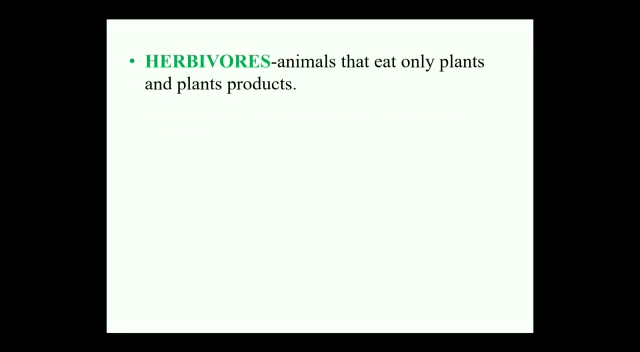 • HERBIVORES-animals that eat only plants
and plants products.